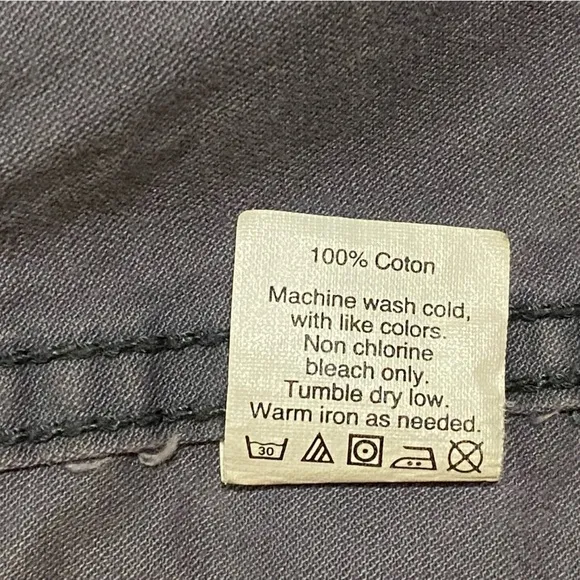 100% Coton
Machine wash cold,
with like colors.
Non chlorine
bleach only.
Tumble dry low.
Warm iron as needed.
30